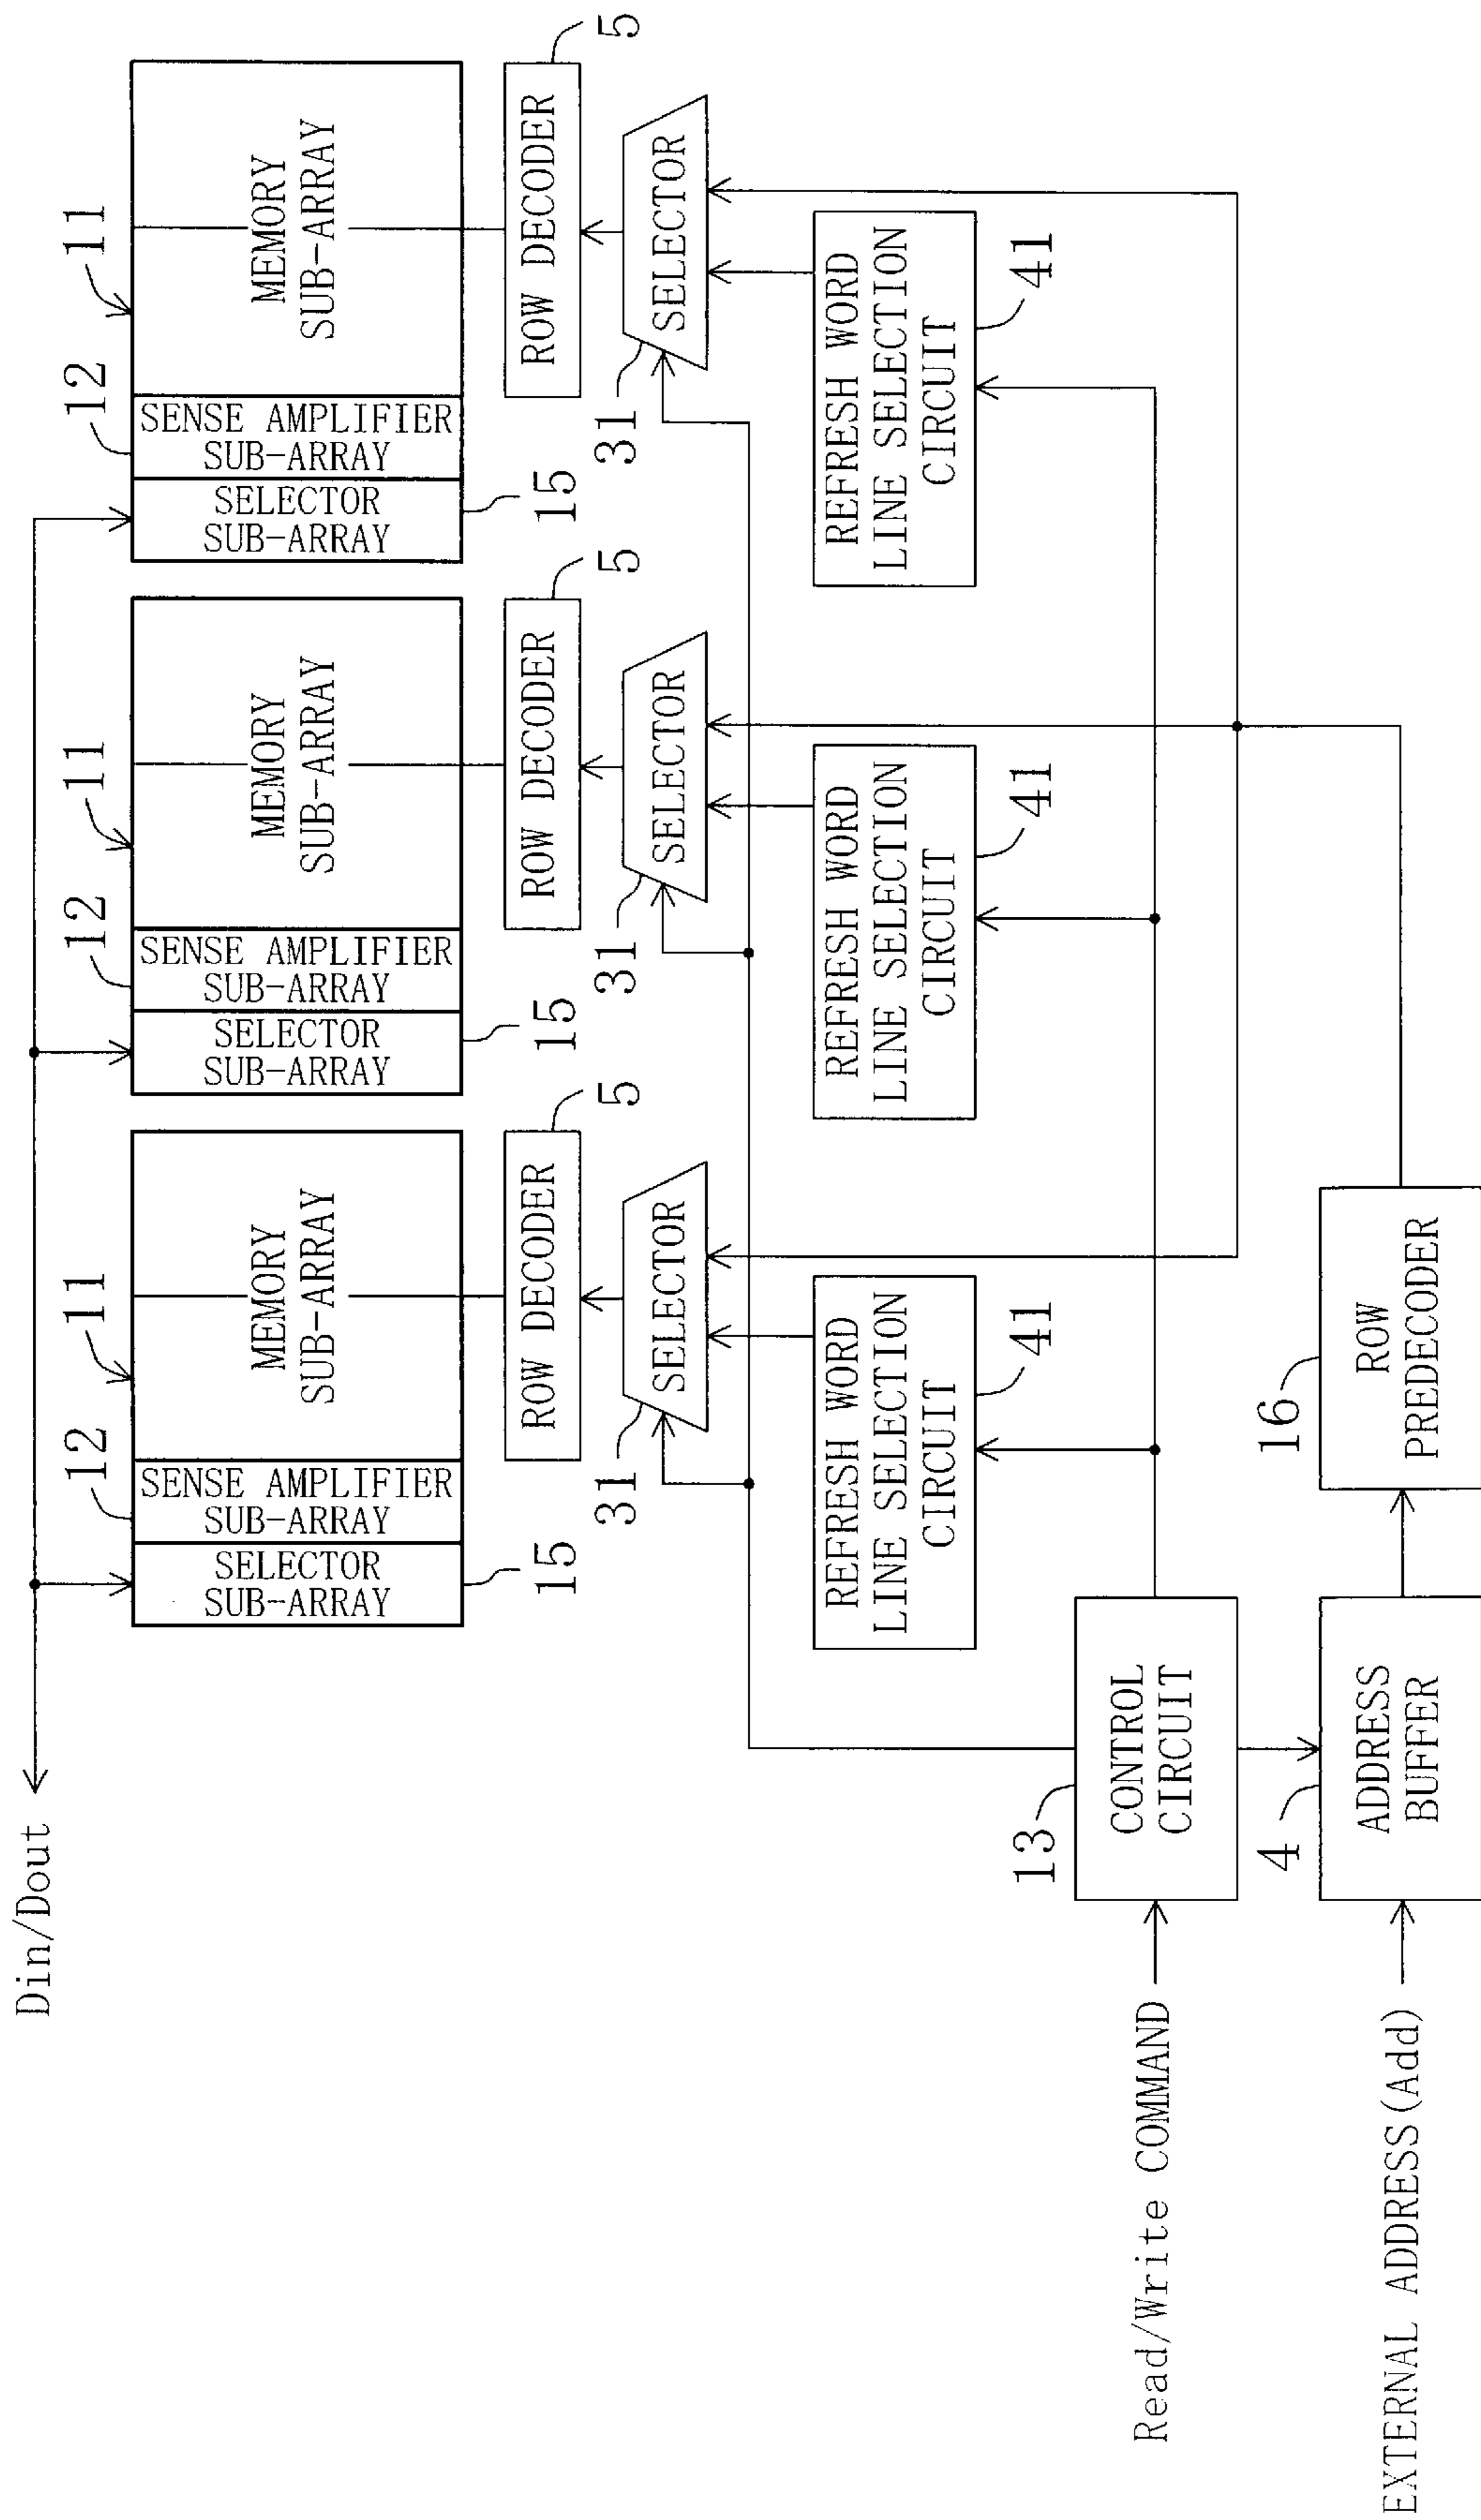 Din/Dout
11
12
SELECTOR
SUB-ARRAY
SENSE AMPLIFIER
SUB-ARRAY
MEMORY
SUB-ARRAY
15
ROW DECODER
5
31
SELECTOR
REFRESH WORD
LINE SELECTION
CIRCUIT
41
11
12
SELECTOR
SUB-ARRAY
SENSE AMPLIFIER
SUB-ARRAY
MEMORY
SUB-ARRAY
15
ROW DECODER
5
31
SELECTOR
REFRESH WORD
LINE SELECTION
CIRCUIT
41
11
12
SELECTOR
SUB-ARRAY
SENSE AMPLIFIER
SUB-ARRAY
MEMORY
SUB-ARRAY
15
ROW DECODER
5
31
SELECTOR
REFRESH WORD
LINE SELECTION
CIRCUIT
41
13
Read/Write COMMAND
CONTROL
CIRCUIT
4
EXTERNAL ADDRESS(Add)
ADDRESS
BUFFER
16
ROW
PREDECODER